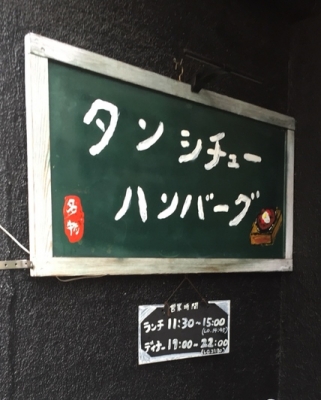 タンシチュー
ハンバーグ
名物
営業時間
ランチ 11:30～15:00
ディナー 19:00－22:00